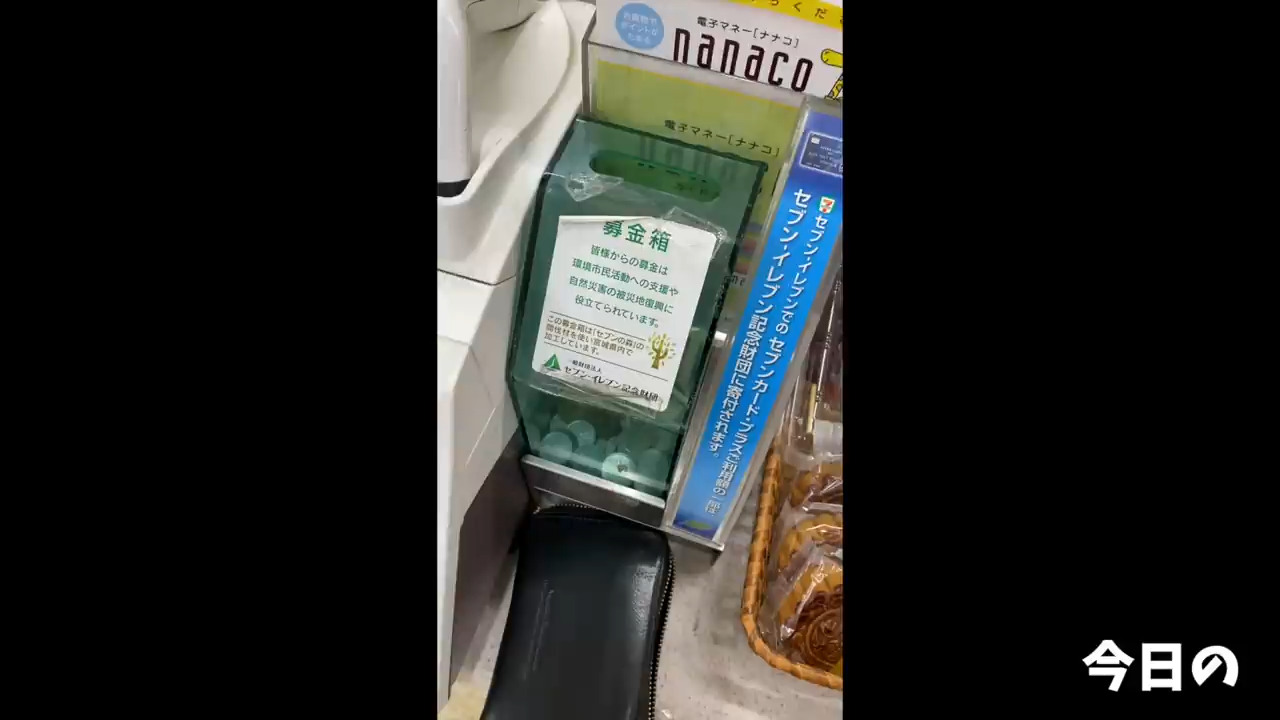 電子マネー[ナナコ]
nanaco
電子マネー[ナナコ]
募金箱
皆様からの募金は
環境市民活動への支援や
自然災害の被災地復興に
役立てられています。
この募金箱は「セブンの森」の
間伐材を使い宮城県内で
加工しています。
一般財団法人
セブン-イレブン記念財団
セブン-イレブンでの セブンカード・プラスご利用額の一部は
セブン-イレブン記念財団に寄付されます。
今日の